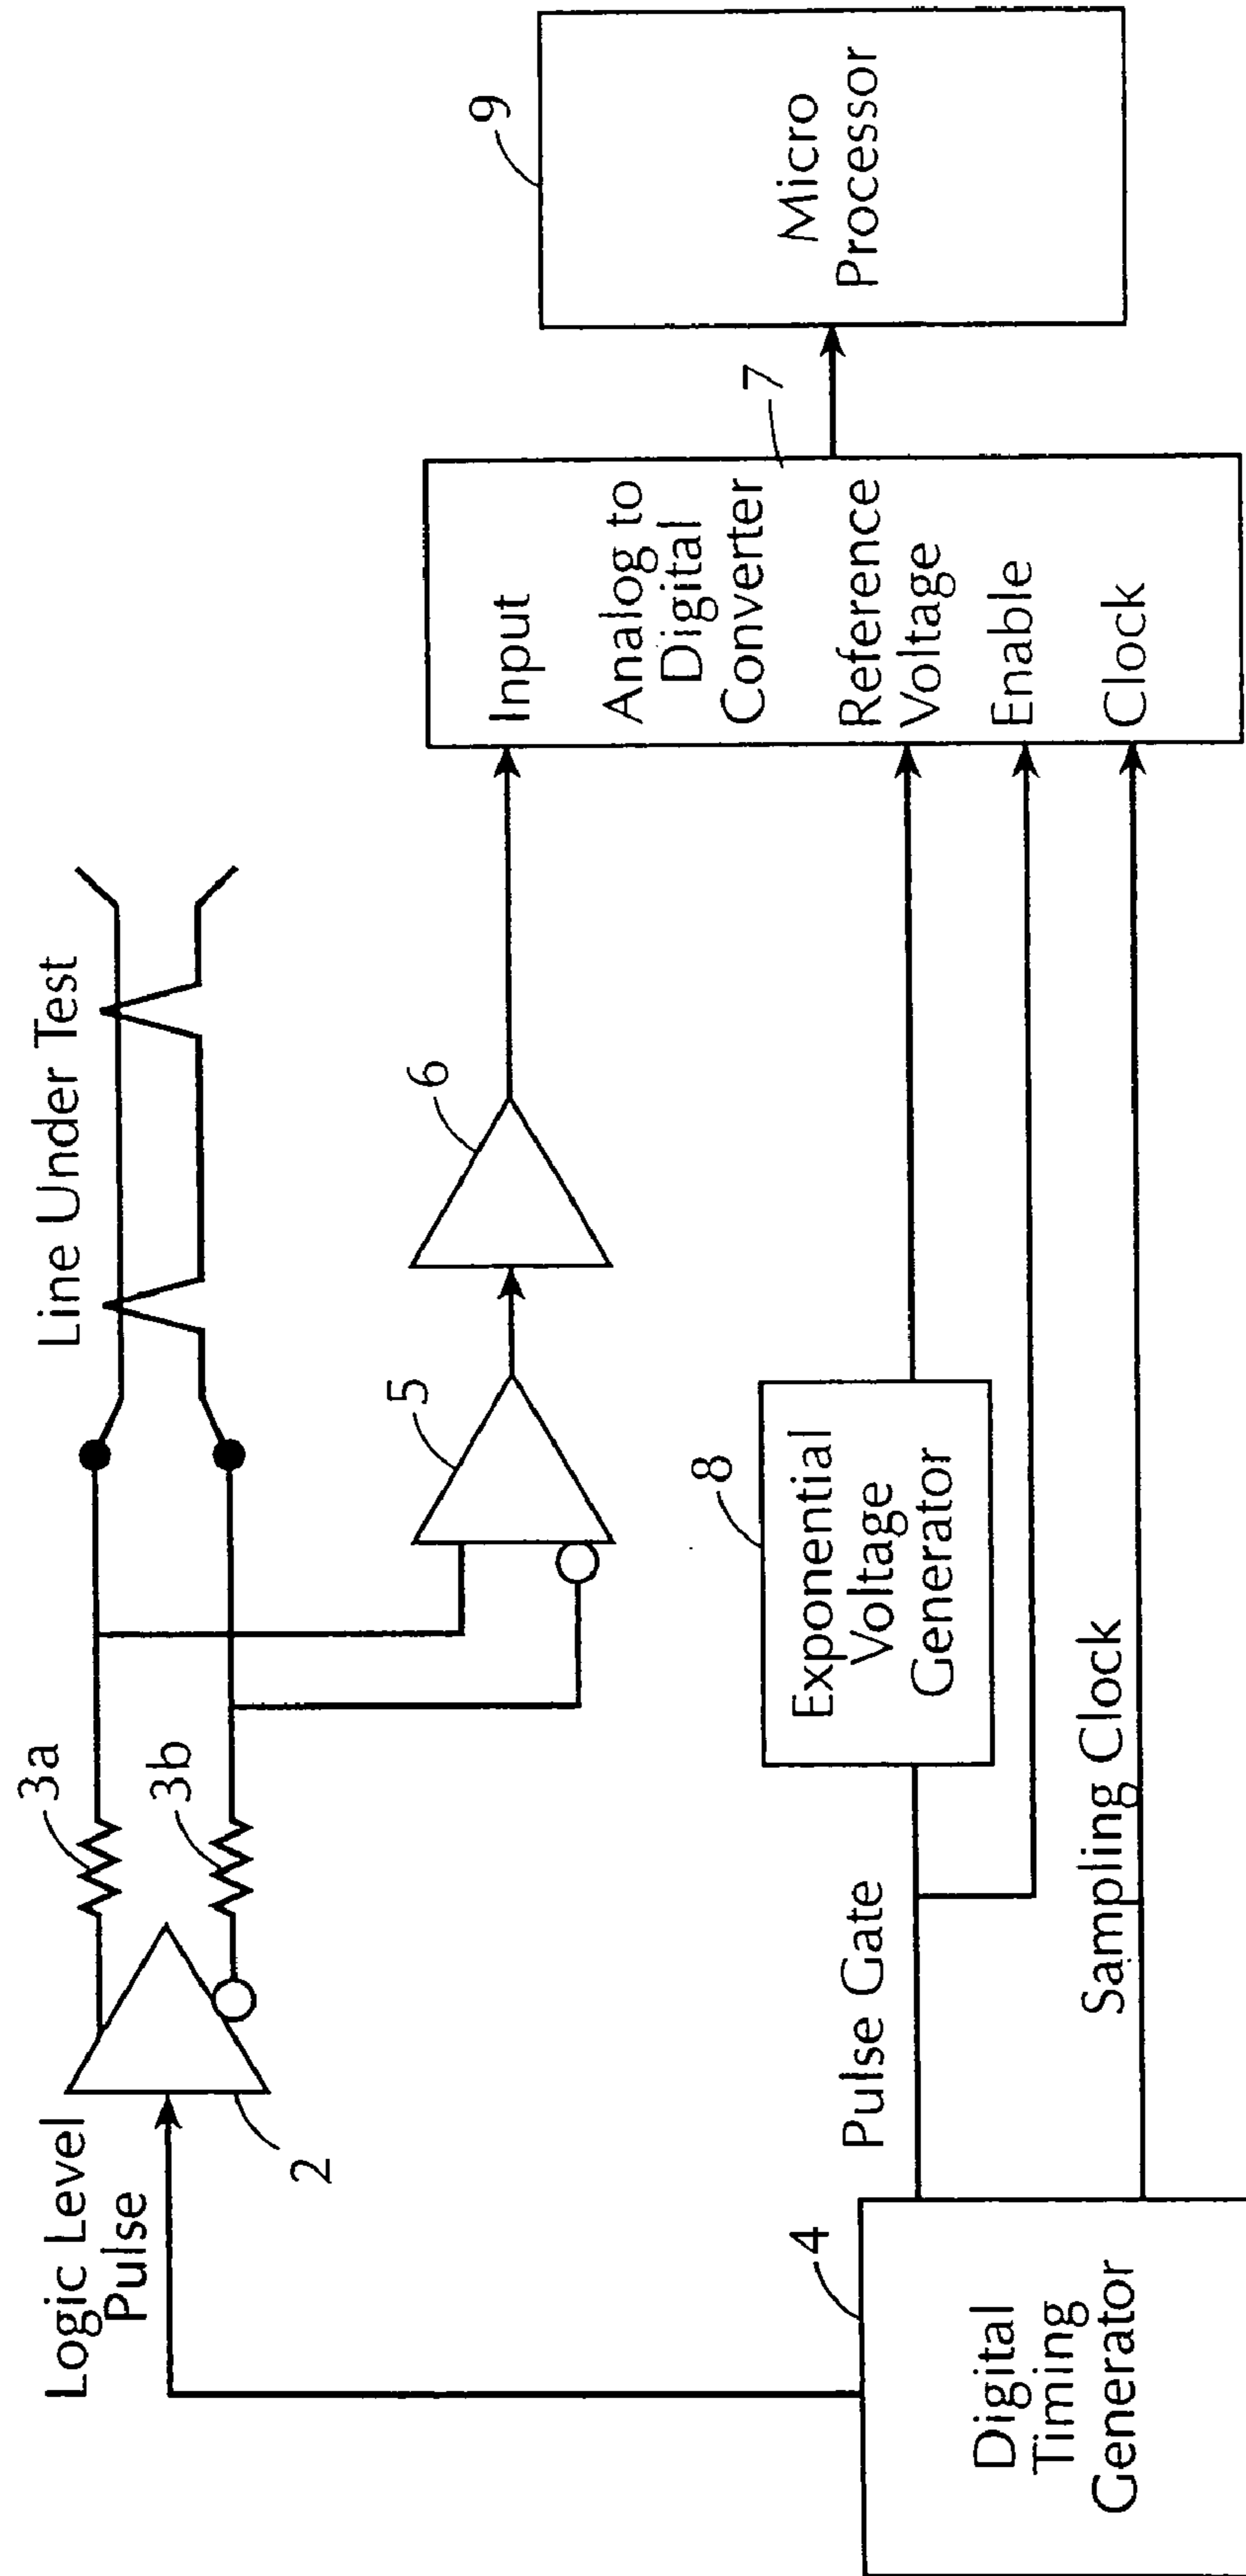 Line Under Test
Logic Level
Pulse
2
3a
3b
5
6
Input
Analog to
Digital
Converter
7
Reference
Voltage
Enable
Clock
9
Micro
Processor
8
Exponential
Voltage
Generator
Pulse Gate
Sampling Clock
4
Digital
Timing
Generator